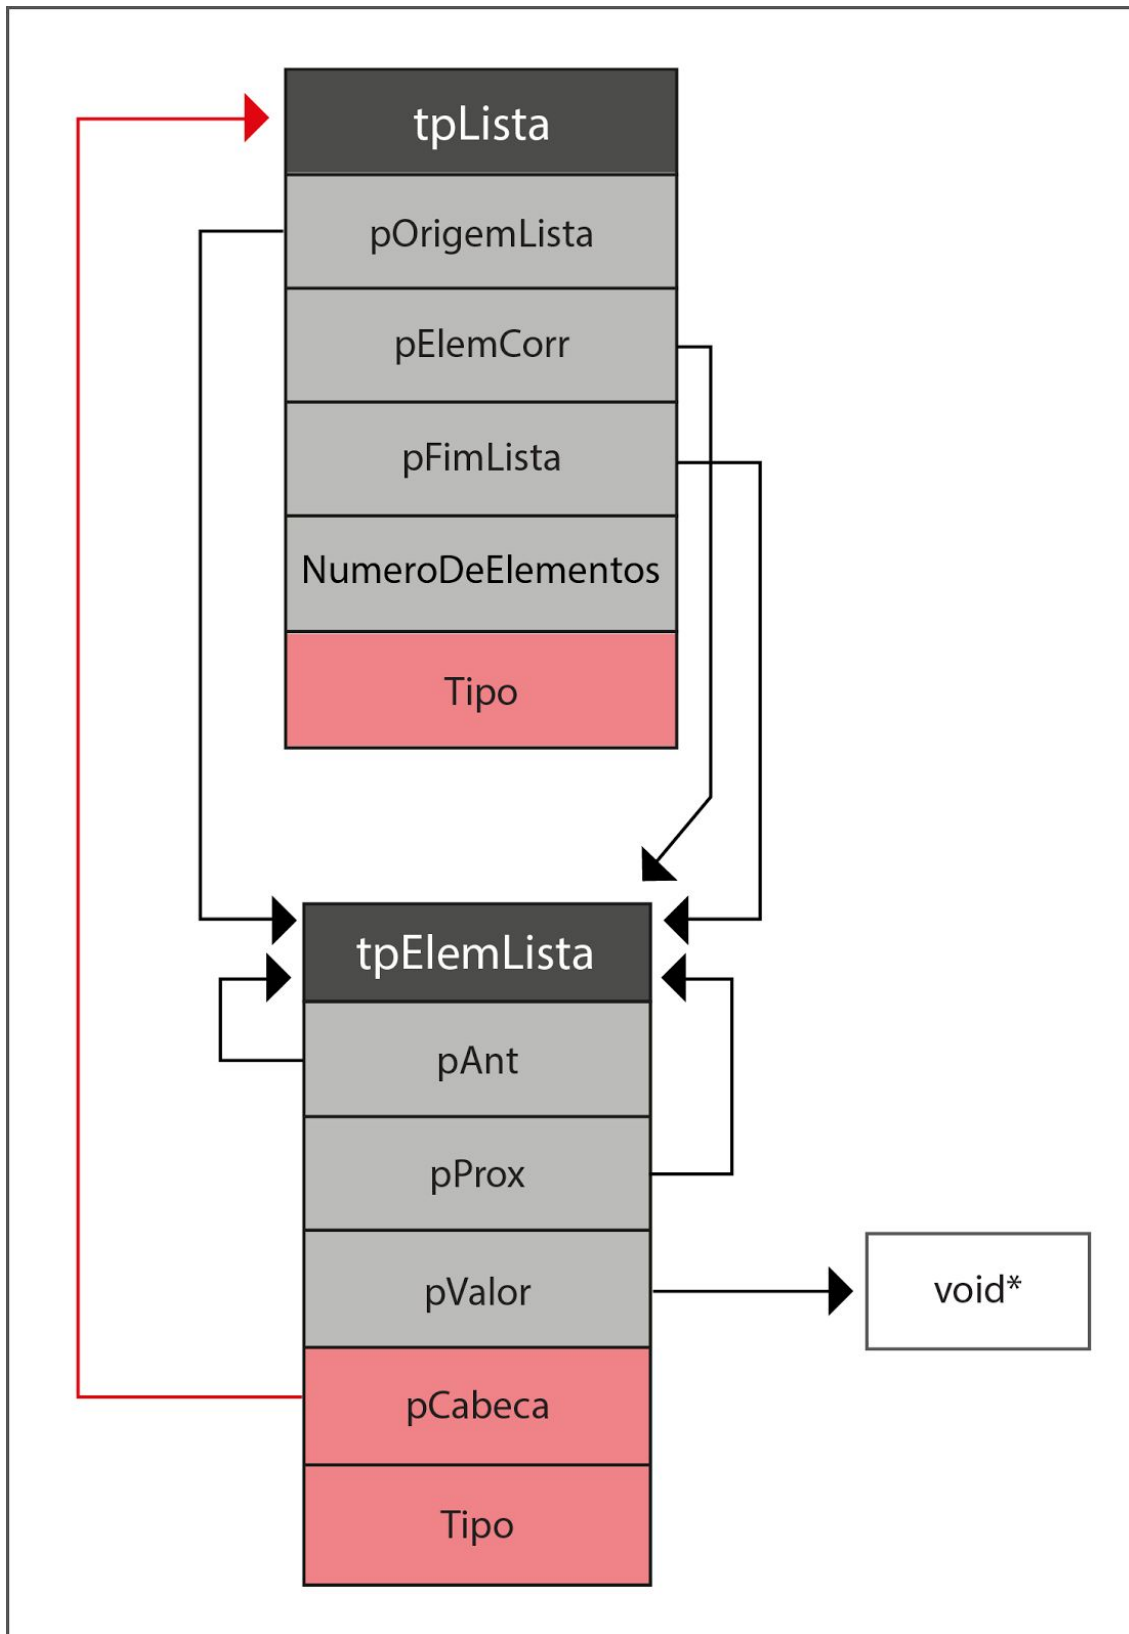 tpLista
pOrigemLista
pElemCorr
pFimLista
NumeroDeElementos
Tipo
tpElemLista
pAnt
pProx
pValor
void*
pCabeca
Tipo